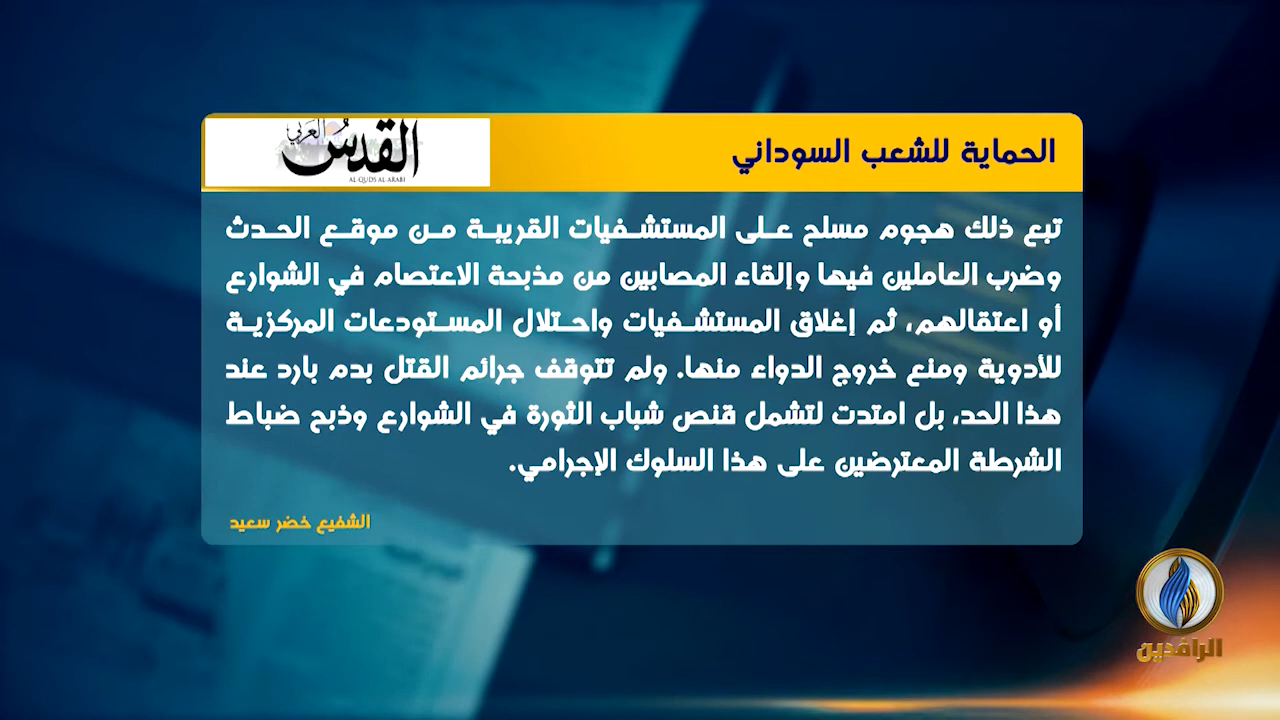 الحماية للشعب السوداني
القدس العربي
AL-QUDS AL-ARABI
تبع ذلك هجوم مسلح على المستشفيات القريبة من موقع الحدث
وضرب العاملين فيها وإلقاء المصابين من مذبحة الاعتصام في الشوارع
أو اعتقالهم، ثم إغلاق المستشفيات واحتلال المستودعات المركزية
للأدوية ومنع خروج الدواء منها. ولم تتوقف جرائم القتل بدم بارد عند
هذا الحد، بل امتدت لتشمل قنص شباب الثورة في الشوارع وذبح ضباط
الشرطة المعترضين على هذا السلوك الإجرامي.
الشفيع خضر سعيد
الرافدين